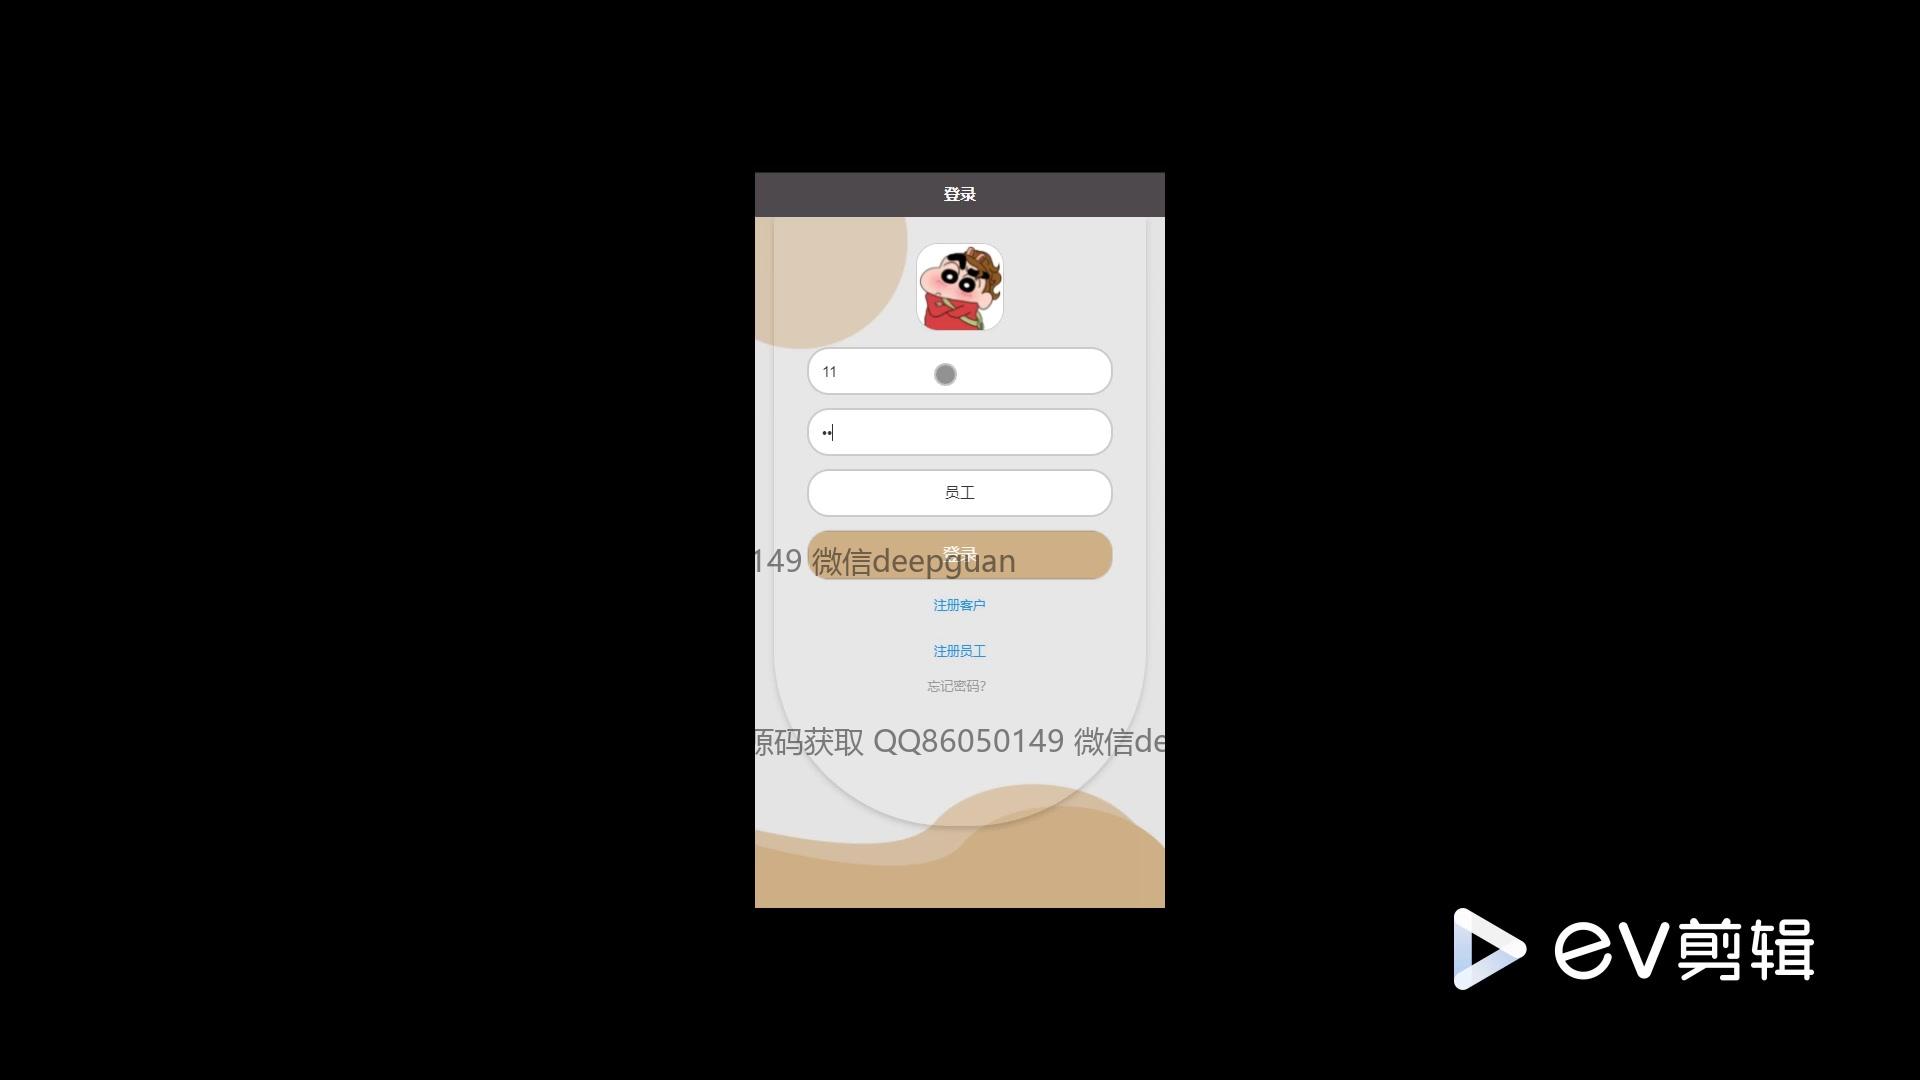 登录
11
••
员工
登录
149 微信deepguan
注册客户
注册员工
忘记密码?
源码获取 QQ86050149 微信de
ev剪辑